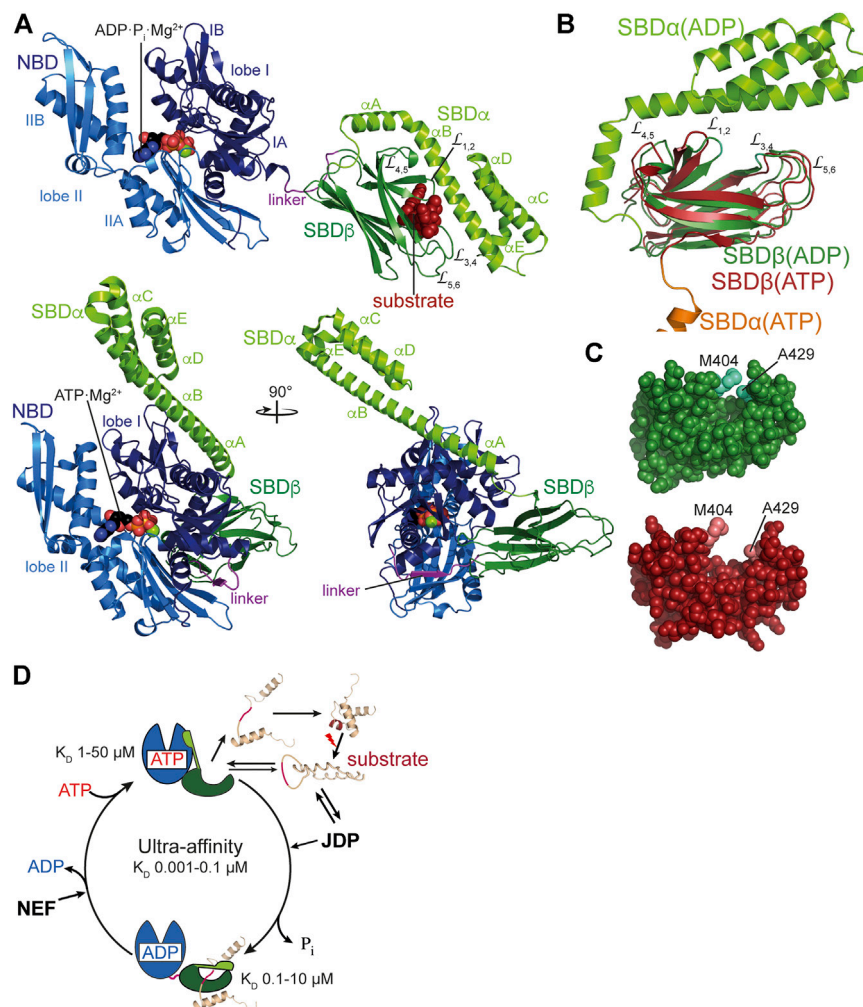 A
ADP·Pi·Mg²⁺
IB
NBD
lobe I
IIB
IA
lobe II
IIA
linker
αA
SBDα
αB
ℒ1,2
ℒ4,5
αD
αC
SBDβ
αE
ℒ3,4
ℒ5,6
substrate
B
SBDα(ADP)
ℒ4,5
ℒ1,2
ℒ3,4
ℒ5,6
SBDβ(ADP)
SBDβ(ATP)
SBDα(ATP)
αC
SBDα
αE
αD
αB
ATP·Mg²⁺
NBD
lobe I
αA
SBDβ
lobe II
linker
90°
αC
SBDα
αE
αD
αB
αA
SBDβ
linker
C
M404
A429
M404
A429
D
KD 1-50 µM
ATP
substrate
ATP
JDP
Ultra-affinity
KD 0.001-0.1 µM
ADP
NEF
Pi
ADP
KD 0.1-10 µM